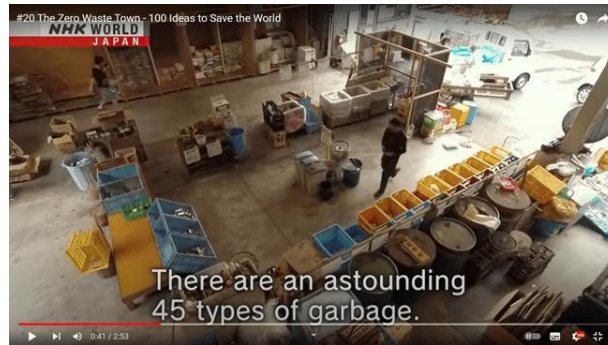 #20 The Zero Waste Town - 100 Ideas to Save the World
NHK WORLD
JAPAN
There are an astounding
45 types of garbage.
0:41 / 2:53